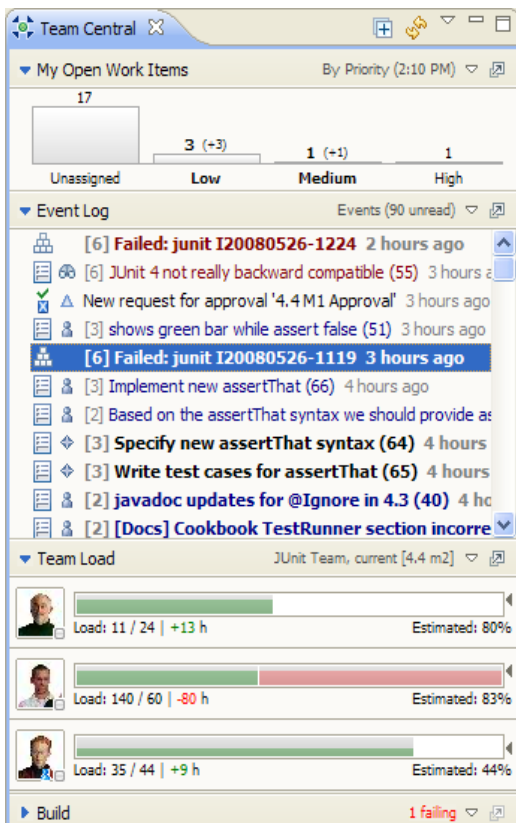 Team Central
My Open Work Items By Priority (2:10 PM)
17
3 (+3)
1 (+1)
1
Unassigned Low Medium High
Event Log Events (90 unread)
[6] Failed: junit I20080526-1224 2 hours ago
[6] JUnit 4 not really backward compatible (55) 3 hours a
New request for approval '4.4 M1 Approval' 3 hours ago
[3] shows green bar while assert false (51) 3 hours ago
[6] Failed: junit I20080526-1119 3 hours ago
[3] Implement new assertThat (66) 4 hours ago
[2] Based on the assertThat syntax we should provide as
[3] Specify new assertThat syntax (64) 4 hours
[3] Write test cases for assertThat (65) 4 hours
[2] javadoc updates for @Ignore in 4.3 (40) 4 ho
[2] [Docs] Cookbook TestRunner section incorre
Team Load JUnit Team, current [4.4 m2]
Load: 11 / 24 | +13 h Estimated: 80%
Load: 140 / 60 | -80 h Estimated: 83%
Load: 35 / 44 | +9 h Estimated: 44%
Build 1 failing